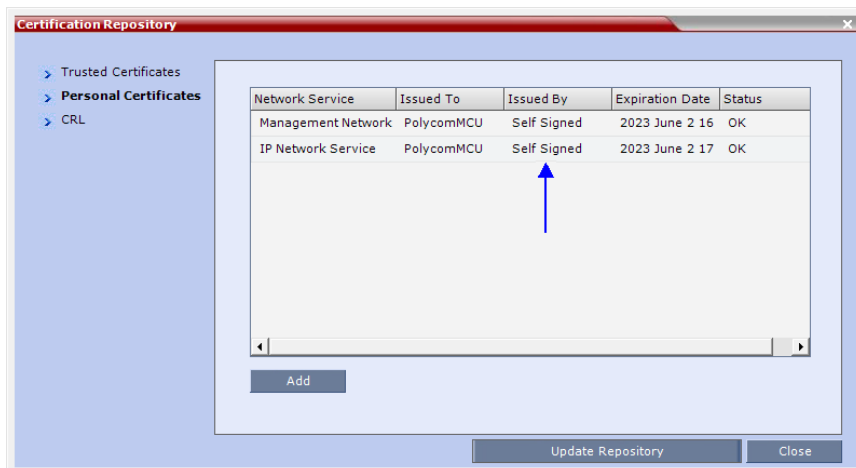 Certification Repository
Trusted Certificates
Personal Certificates
CRL
Network Service Issued To Issued By Expiration Date Status
Management Network PolycomMCU Self Signed 2023 June 2 16 OK
IP Network Service PolycomMCU Self Signed 2023 June 2 17 OK
Add
Update Repository Close